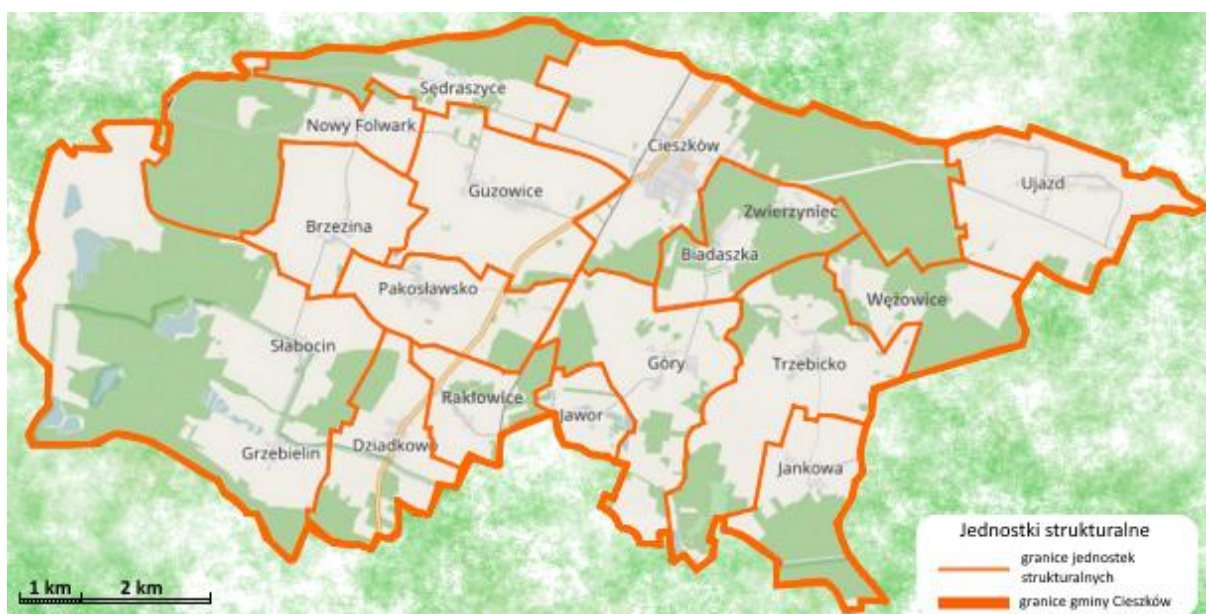 Sędraszyce
Nowy Folwark
Cieszków
Guzowice
Ujazd
Zwierzyniec
Brzezina
Biadaszka
Pakosławsko
Wężowice
Słabocin
Góry
Trzebicko
Rakłowice
Jawor
Dziadkowo
Grzebielin
Jankowa
Jednostki strukturalne
granice jednostek
strukturalnych
granice gminy Cieszków
1 km 2 km